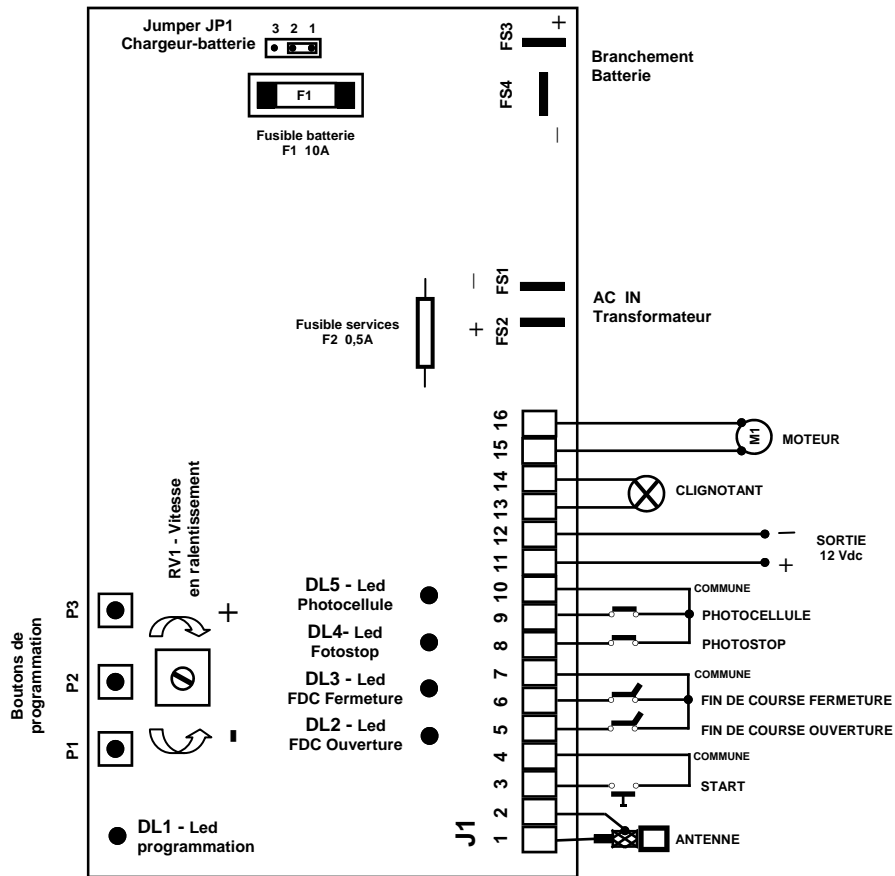 Jumper JP1
Chargeur-batterie
3 2 1
F1
Fusible batterie
F1 10A
FS3
+
FS4
–
Branchement
Batterie
–
FS1
+
FS2
AC IN
Transformateur
Fusible services
F2 0,5A
16
15
14
13
12
11
10
9
8
7
6
5
4
3
2
1
J1
M1
MOTEUR
CLIGNOTANT
–
+
SORTIE
12 Vdc
COMMUNE
PHOTOCELLULE
PHOTOSTOP
COMMUNE
FIN DE COURSE FERMETURE
FIN DE COURSE OUVERTURE
COMMUNE
START
ANTENNE
RV1 - Vitesse
en ralentissement
+
-
Boutons de
programmation
P3
P2
P1
DL5 - Led
Photocellule
DL4- Led
Fotostop
DL3 - Led
FDC Fermeture
DL2 - Led
FDC Ouverture
DL1 - Led
programmation